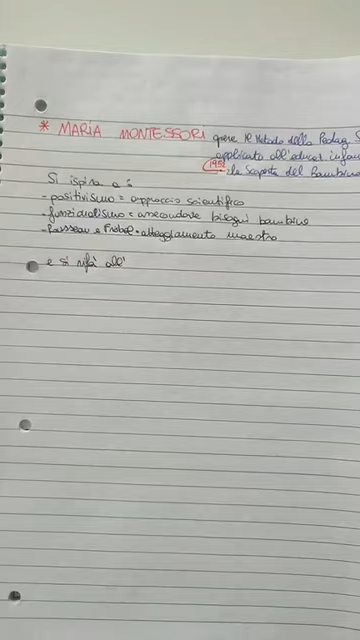 * MARIA MONTESSORI opere Il Metodo della Pedag S
applicato all'educaz infan
1950 la Scoperta del Bambino
Si ispira a:
- positivismo = approccio scientifico
- funzionalismo = assecondare bisogni bambino
- Rousseau e Frobel = atteggiamento maestro
e si rifà all'